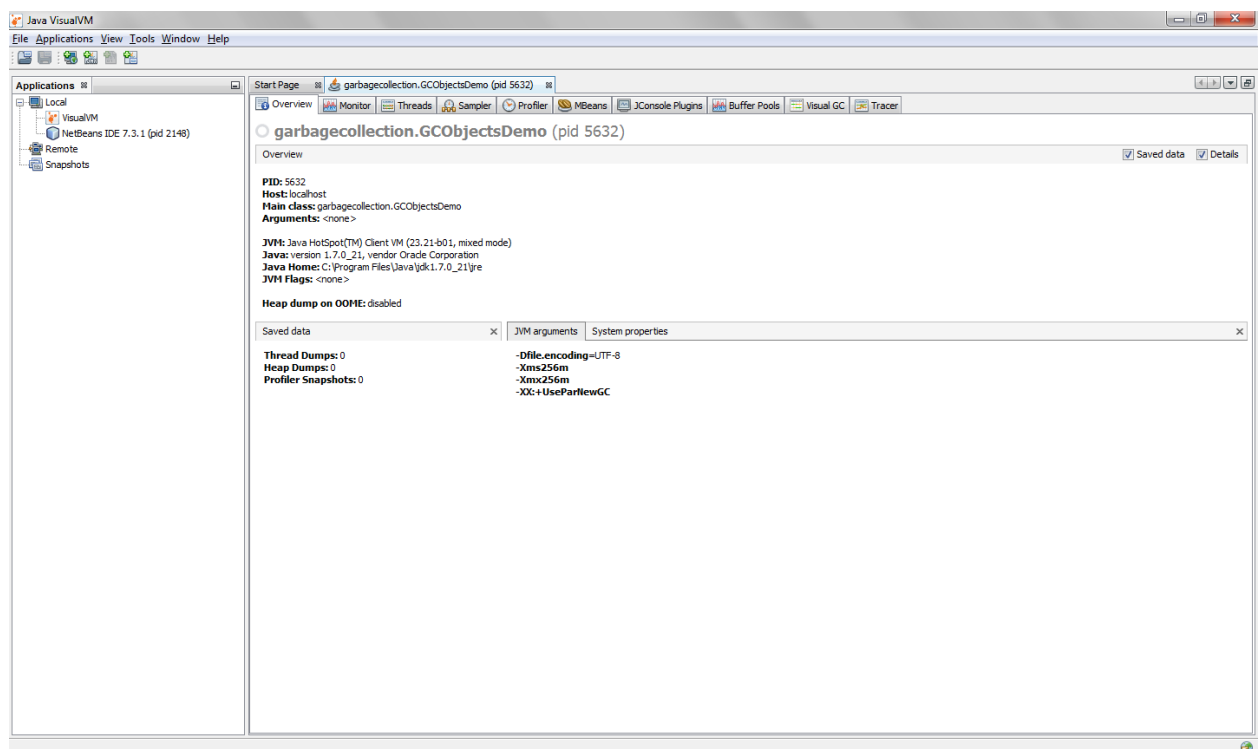 Java VisualVM
File Applications View Tools Window Help
Applications
Local
VisualVM
NetBeans IDE 7.3.1 (pid 2148)
Remote
Snapshots
Start Page garbagecollection.GCObjectsDemo (pid 5632)
Overview Monitor Threads Sampler Profiler MBeans JConsole Plugins Buffer Pools Visual GC Tracer
garbagecollection.GCObjectsDemo (pid 5632)
Overview Saved data Details
PID: 5632
Host: localhost
Main class: garbagecollection.GCObjectsDemo
Arguments: <none>
JVM: Java HotSpot(TM) Client VM (23.21-b01, mixed mode)
Java: version 1.7.0_21, vendor Oracle Corporation
Java Home: C:\Program Files\Java\jdk1.7.0_21\jre
JVM Flags: <none>
Heap dump on OOME: disabled
Saved data
Thread Dumps: 0
Heap Dumps: 0
Profiler Snapshots: 0
JVM arguments System properties
-Dfile.encoding=UTF-8
-Xms256m
-Xmx256m
-XX:+UseParNewGC